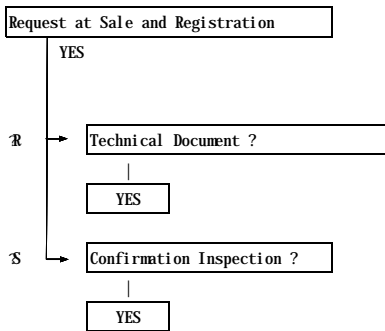 Request at Sale and Registration
YES
Technical Document ?
YES
Confirmation Inspection ?
YES